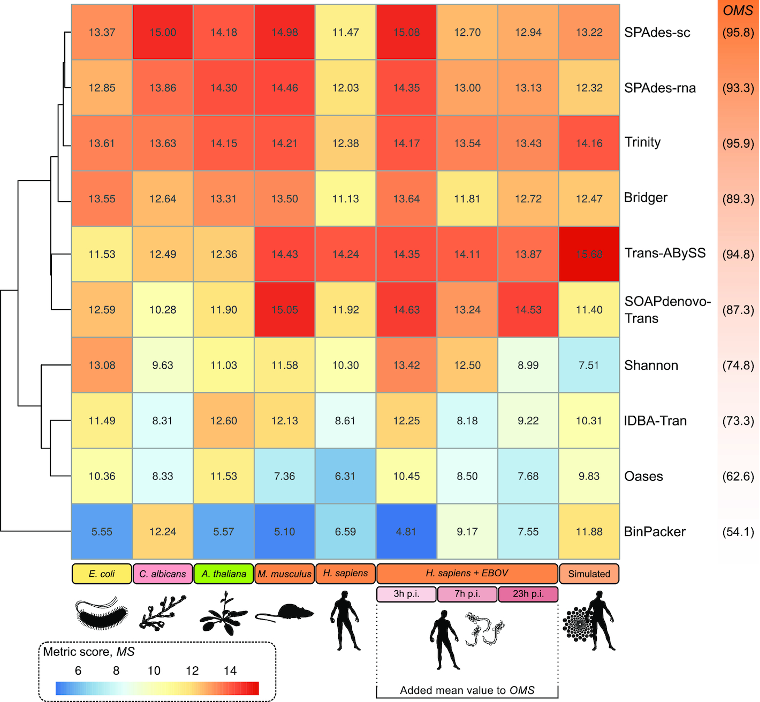 OMS
13.37 15.00 14.18 14.98 11.47 15.08 12.70 12.94 13.22 SPAdes-sc (95.8)
12.85 13.86 14.30 14.46 12.03 14.35 13.00 13.13 12.32 SPAdes-rna (93.3)
13.61 13.63 14.15 14.21 12.38 14.17 13.54 13.43 14.16 Trinity (95.9)
13.55 12.64 13.31 13.50 11.13 13.64 11.81 12.72 12.47 Bridger (89.3)
11.53 12.49 12.36 14.43 14.24 14.35 14.11 13.87 Trans-ABySS (94.8)
12.59 10.28 11.90 15.05 11.92 14.63 13.24 14.53 11.40 SOAPdenovo-
Trans (87.3)
13.08 9.63 11.03 11.58 10.30 13.42 12.50 8.99 7.51 Shannon (74.8)
11.49 8.31 12.60 12.13 8.61 12.25 8.18 9.22 10.31 IDBA-Tran (73.3)
10.36 8.33 11.53 7.36 6.31 10.45 8.50 7.68 9.83 Oases (62.6)
5.55 12.24 5.57 5.10 6.59 4.81 9.17 7.55 11.88 BinPacker (54.1)
E. coli C. albicans A. thaliana M. musculus H. sapiens H. sapiens + EBOV Simulated
3h p.i. 7h p.i. 23h p.i.
Metric score, MS
6 8 10 12 14
Added mean value to OMS